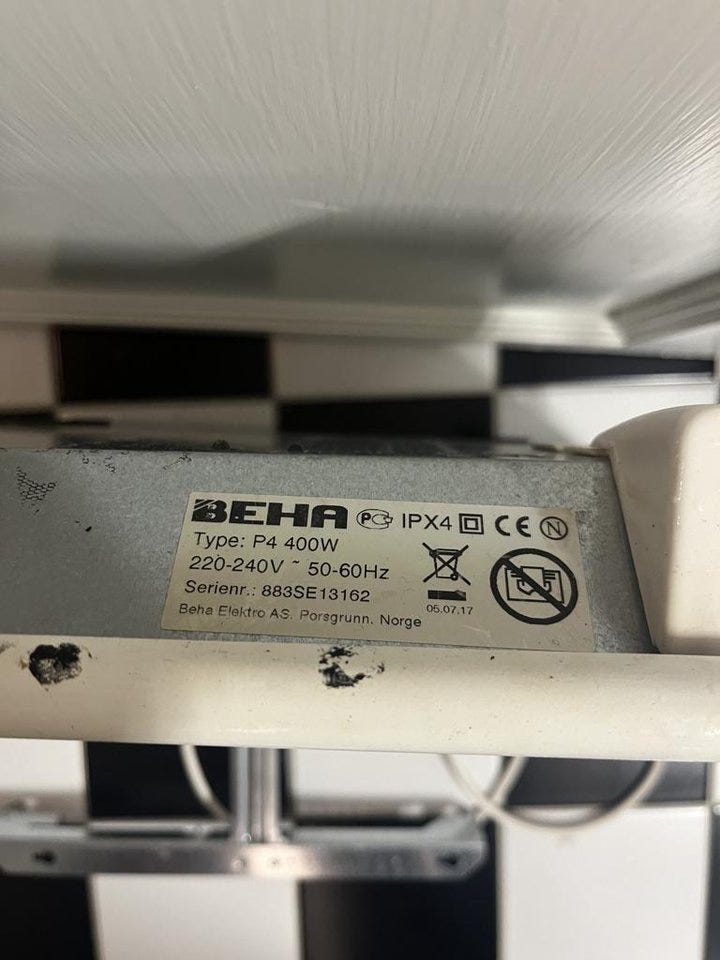 BEHA PG IPX4 CE N
Type: P4 400W
220-240V ~ 50-60Hz
Serienr.: 883SE13162
05.07.17
Beha Elektro AS. Porsgrunn. Norge